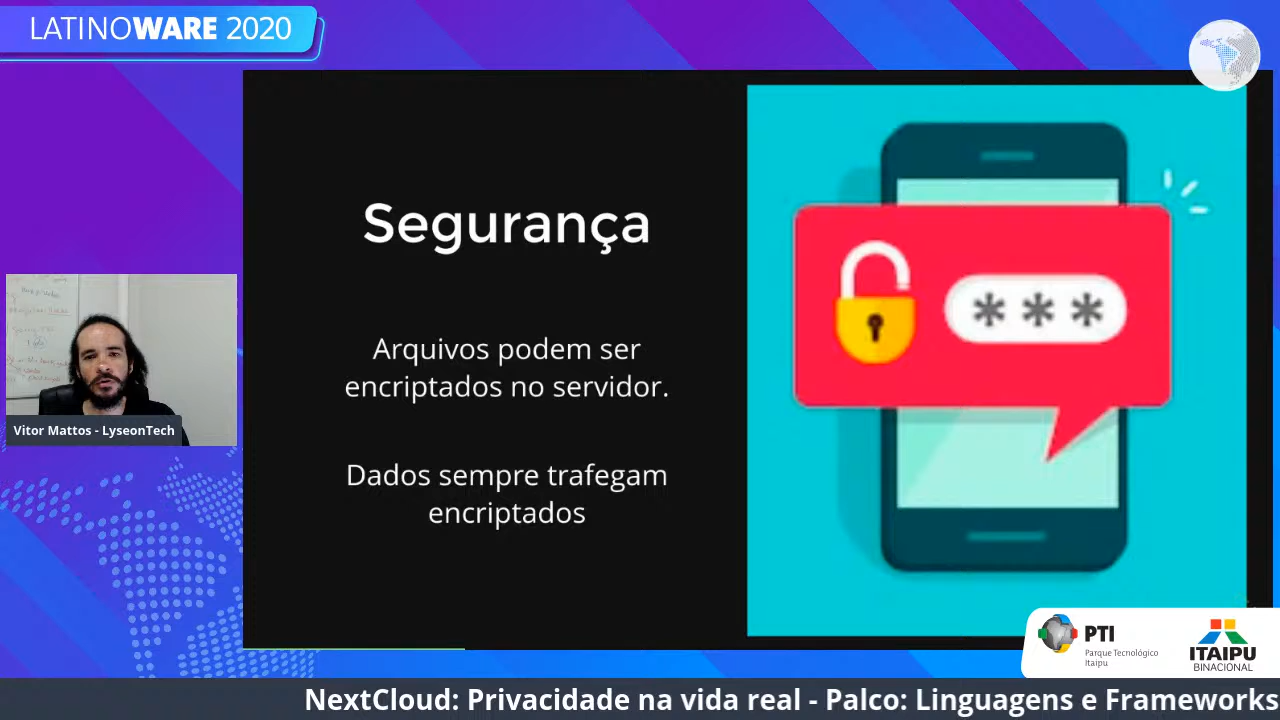 LATINOWARE 2020
Segurança
Arquivos podem ser
encriptados no servidor.
Dados sempre trafegam
encriptados
***
Vitor Mattos - LyseonTech
PTI
Parque Tecnológico
Itaipu
ITAIPU
BINACIONAL
NextCloud: Privacidade na vida real - Palco: Linguagens e Frameworks